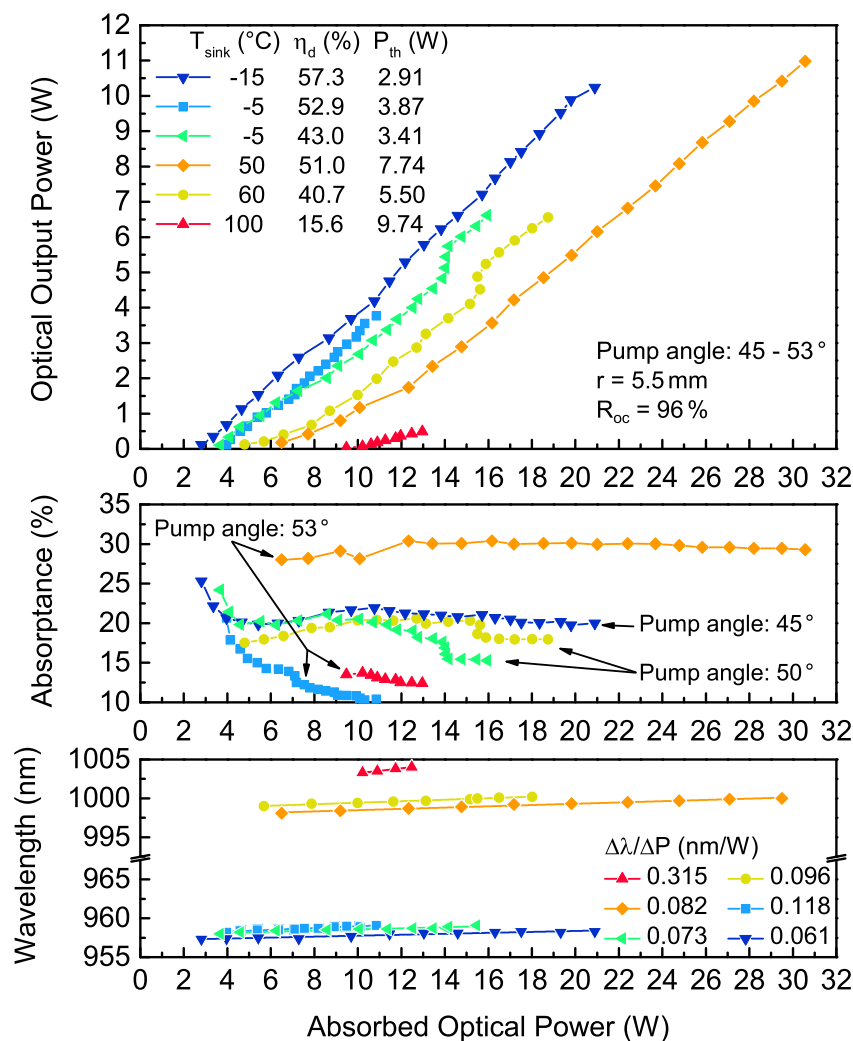 12
11
10
9
8
7
6
5
4
3
2
1
0
Optical Output Power (W)
T_sink (°C) η_d (%) P_th (W)
-15 57.3 2.91
-5 52.9 3.87
-5 43.0 3.41
50 51.0 7.74
60 40.7 5.50
100 15.6 9.74
Pump angle: 45 - 53°
r = 5.5 mm
R_oc = 96 %
0 2 4 6 8 10 12 14 16 18 20 22 24 26 28 30 32
35
30
25
20
15
10
Absorptance (%)
Pump angle: 53°
Pump angle: 45°
Pump angle: 50°
0 2 4 6 8 10 12 14 16 18 20 22 24 26 28 30 32
1005
1000
995
965
960
955
Wavelength (nm)
Δλ/ΔP (nm/W)
0.315 0.096
0.082 0.118
0.073 0.061
0 2 4 6 8 10 12 14 16 18 20 22 24 26 28 30 32
Absorbed Optical Power (W)